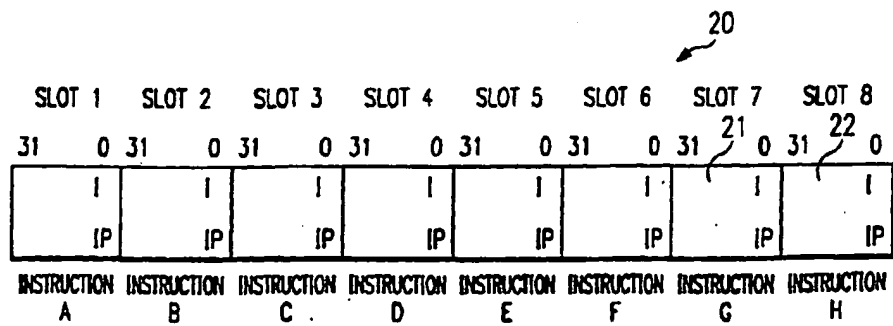 20
SLOT 1 SLOT 2 SLOT 3 SLOT 4 SLOT 5 SLOT 6 SLOT 7 SLOT 8
31 0 31 0 31 0 31 0 31 0 31 0 31 21 0 31 22 0
I I I I I I I I
IP IP IP IP IP IP IP IP
INSTRUCTION INSTRUCTION INSTRUCTION INSTRUCTION INSTRUCTION INSTRUCTION INSTRUCTION INSTRUCTION
A B C D E F G H